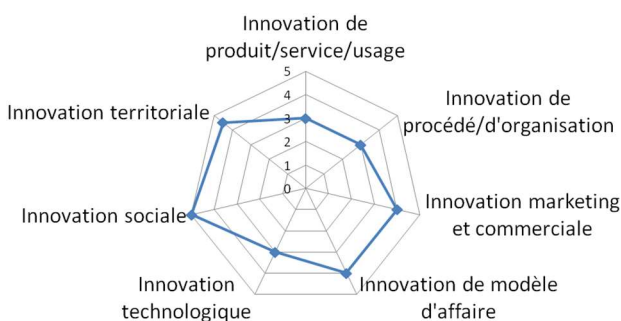 Innovation de
produit/service/usage
5
4
3
2
1
0
Innovation de
procédé/d'organisation
Innovation marketing
et commerciale
Innovation de modèle
d'affaire
Innovation
technologique
Innovation sociale
Innovation territoriale